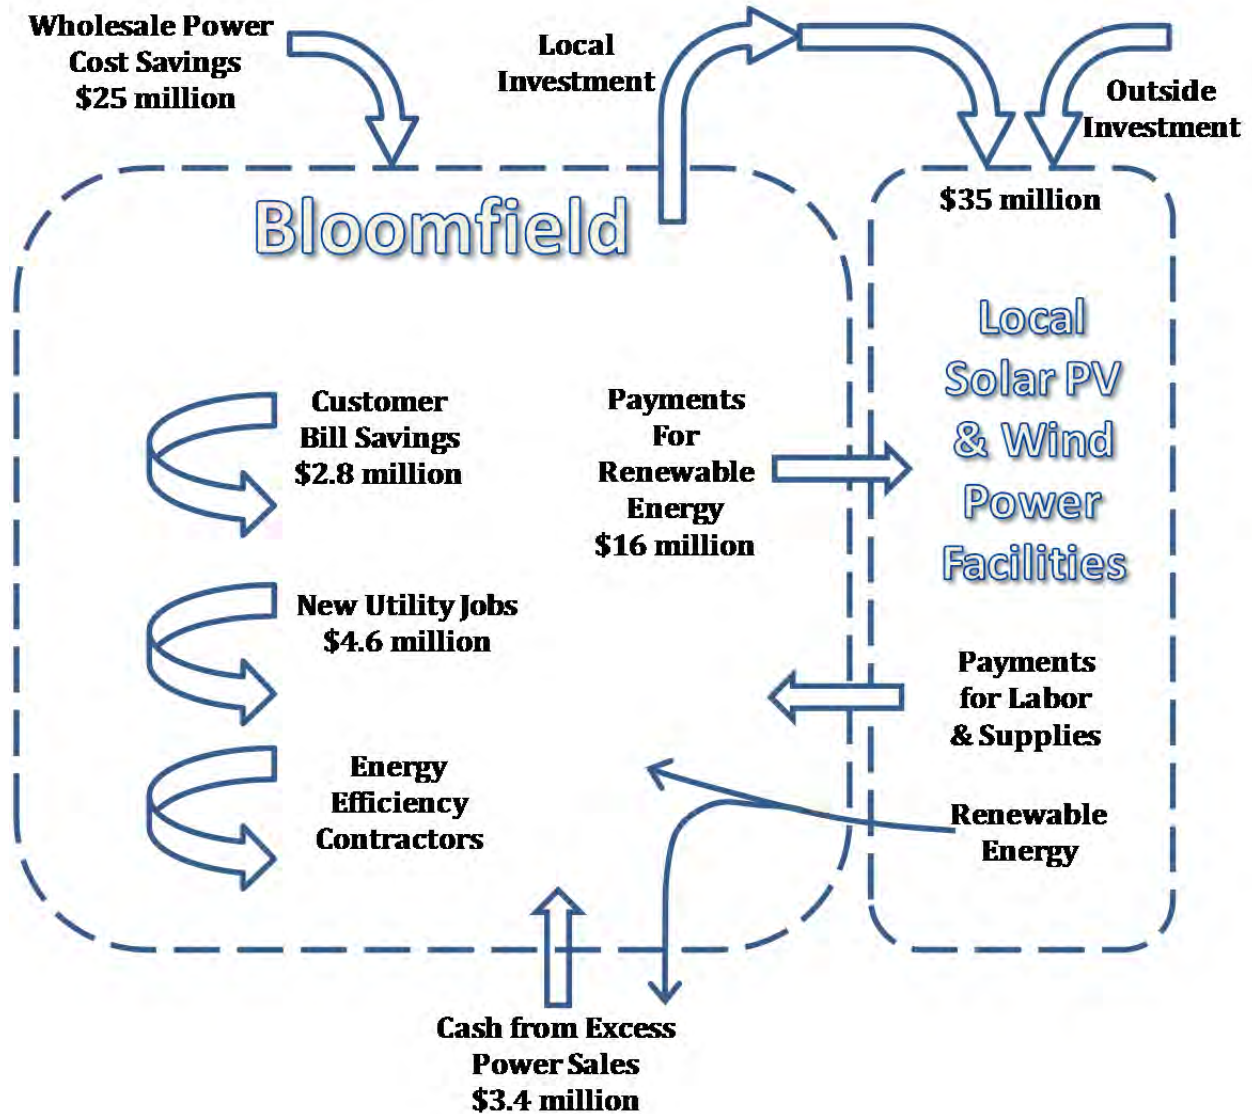 Wholesale Power
Cost Savings
$25 million
Local
Investment
Outside
Investment
$35 million
Bloomfield
Local
Solar PV
& Wind
Power
Facilities
Customer
Bill Savings
$2.8 million
Payments
For
Renewable
Energy
$16 million
New Utility Jobs
$4.6 million
Payments
for Labor
& Supplies
Energy
Efficiency
Contractors
Renewable
Energy
Cash from Excess
Power Sales
$3.4 million